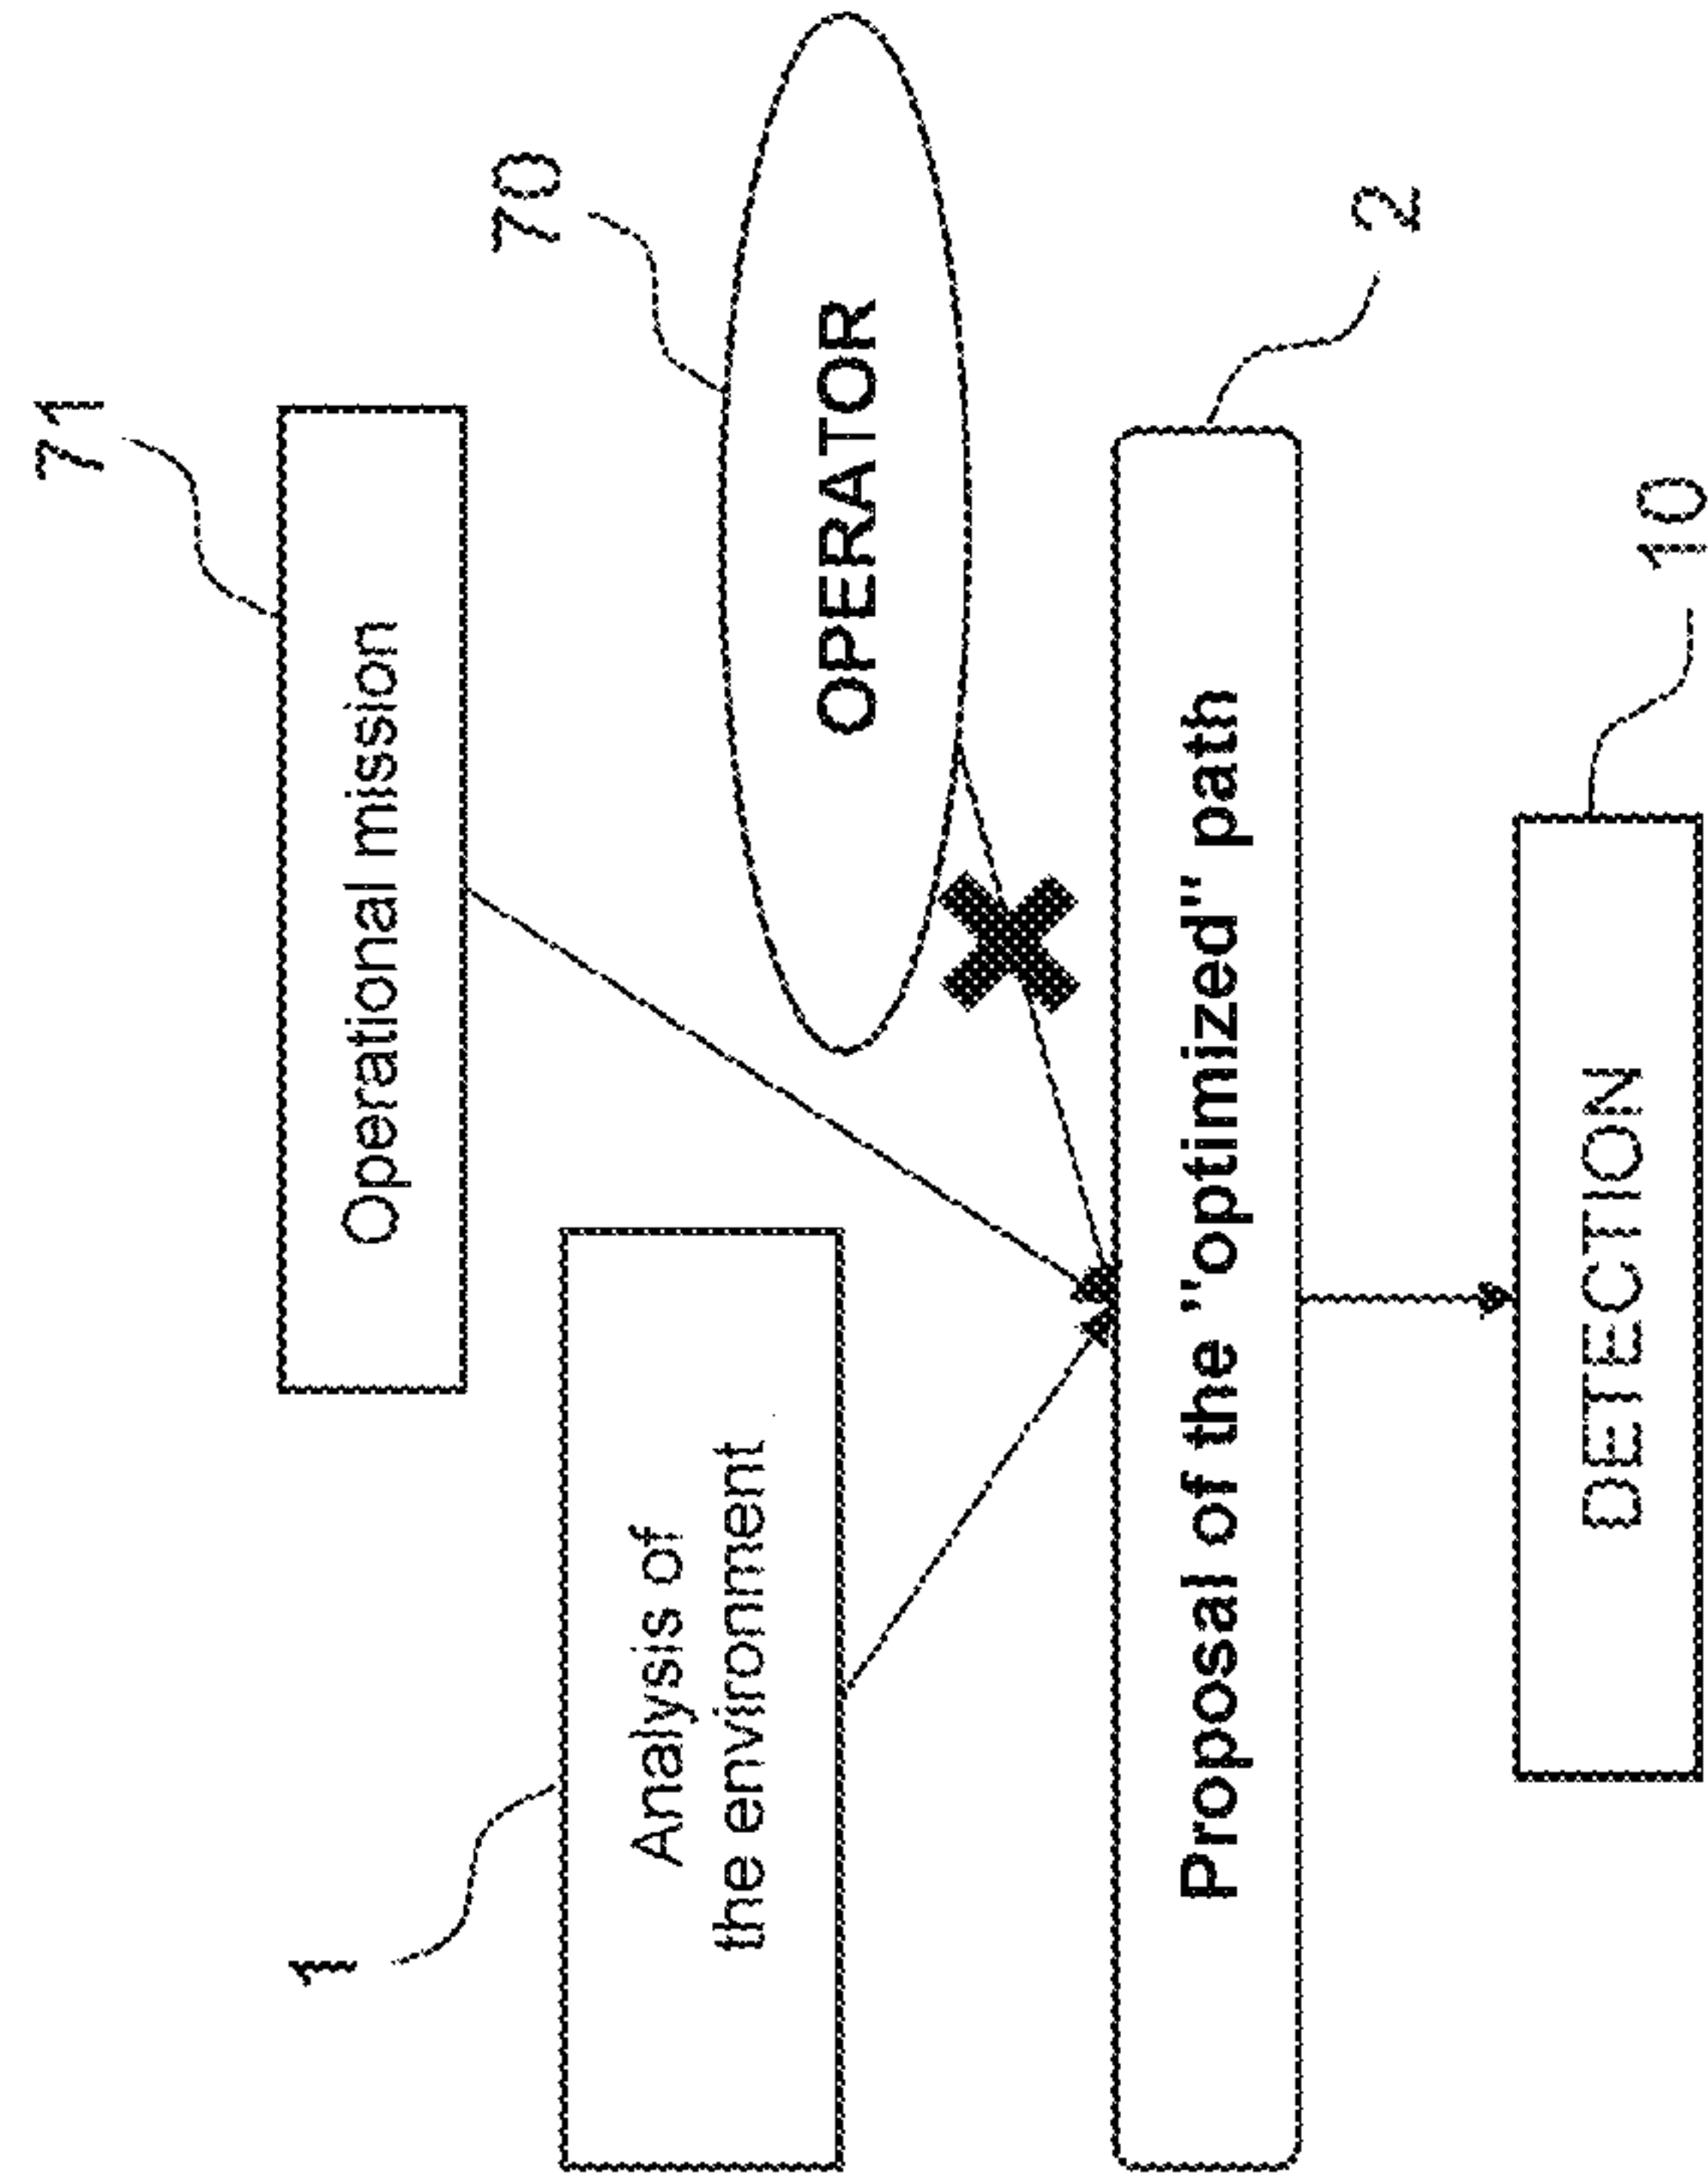 71
Operational mission
70
1
Analysis of
the environment
OPERATOR
2
Proposal of the "optimized" path
10
DETECTION